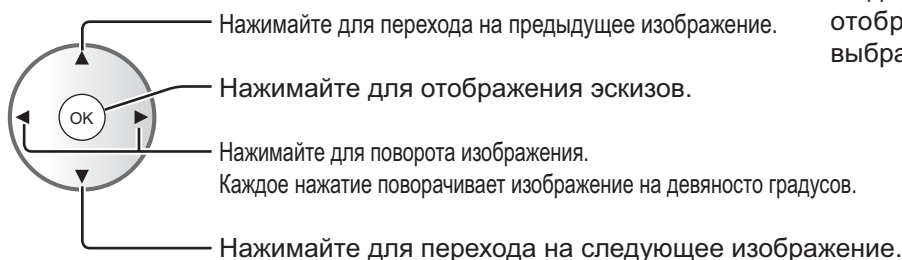 Нажимайте для перехода на предыдущее изображение.
отобр
выбра
Нажимайте для отображения эскизов.
OK
Нажимайте для поворота изображения.
Каждое нажатие поворачивает изображение на девяносто градусов.
Нажимайте для перехода на следующее изображение.